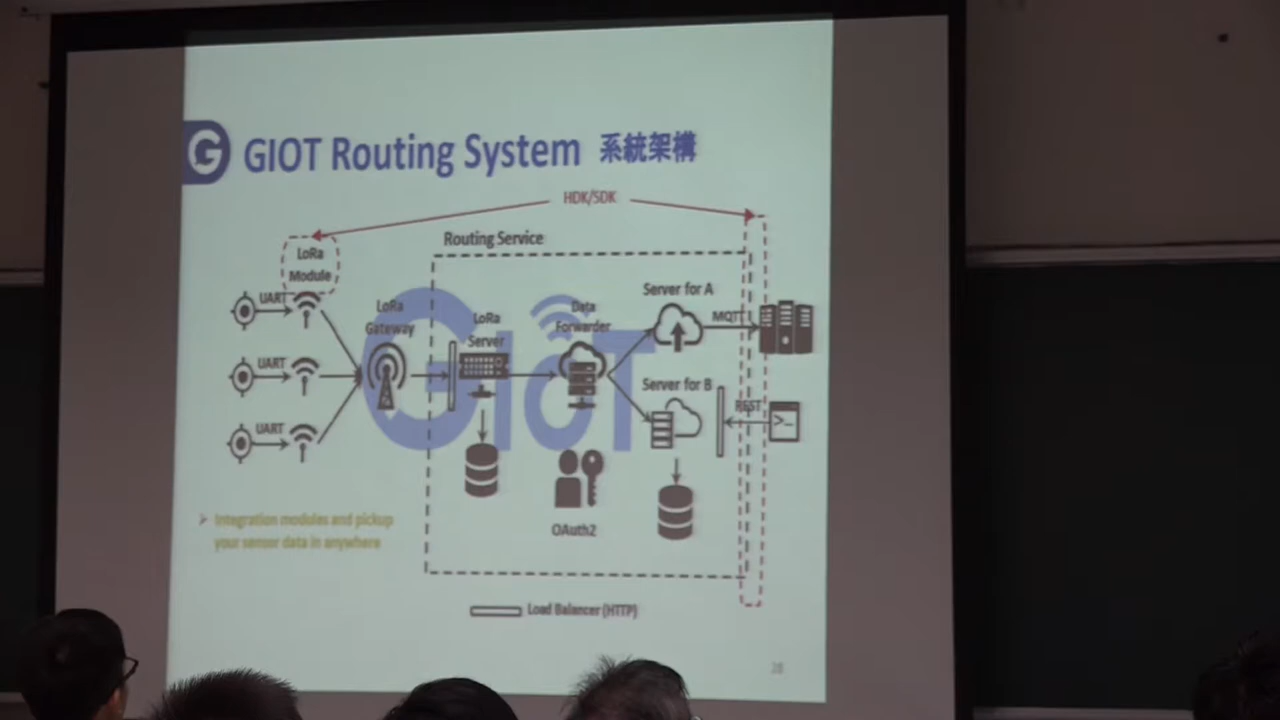 G GIOT Routing System 系統架構
HDK/SDK
Routing Service
LoRa
Module
UART
UART
UART
LoRa
Gateway
LoRa
Server
Data
Forwarder
Server for A
MQTT
Server for B
REST
>_
OAuth2
GIOT
Integration modules and pickup
your sensor data in anywhere
Load Balancer (HTTP)